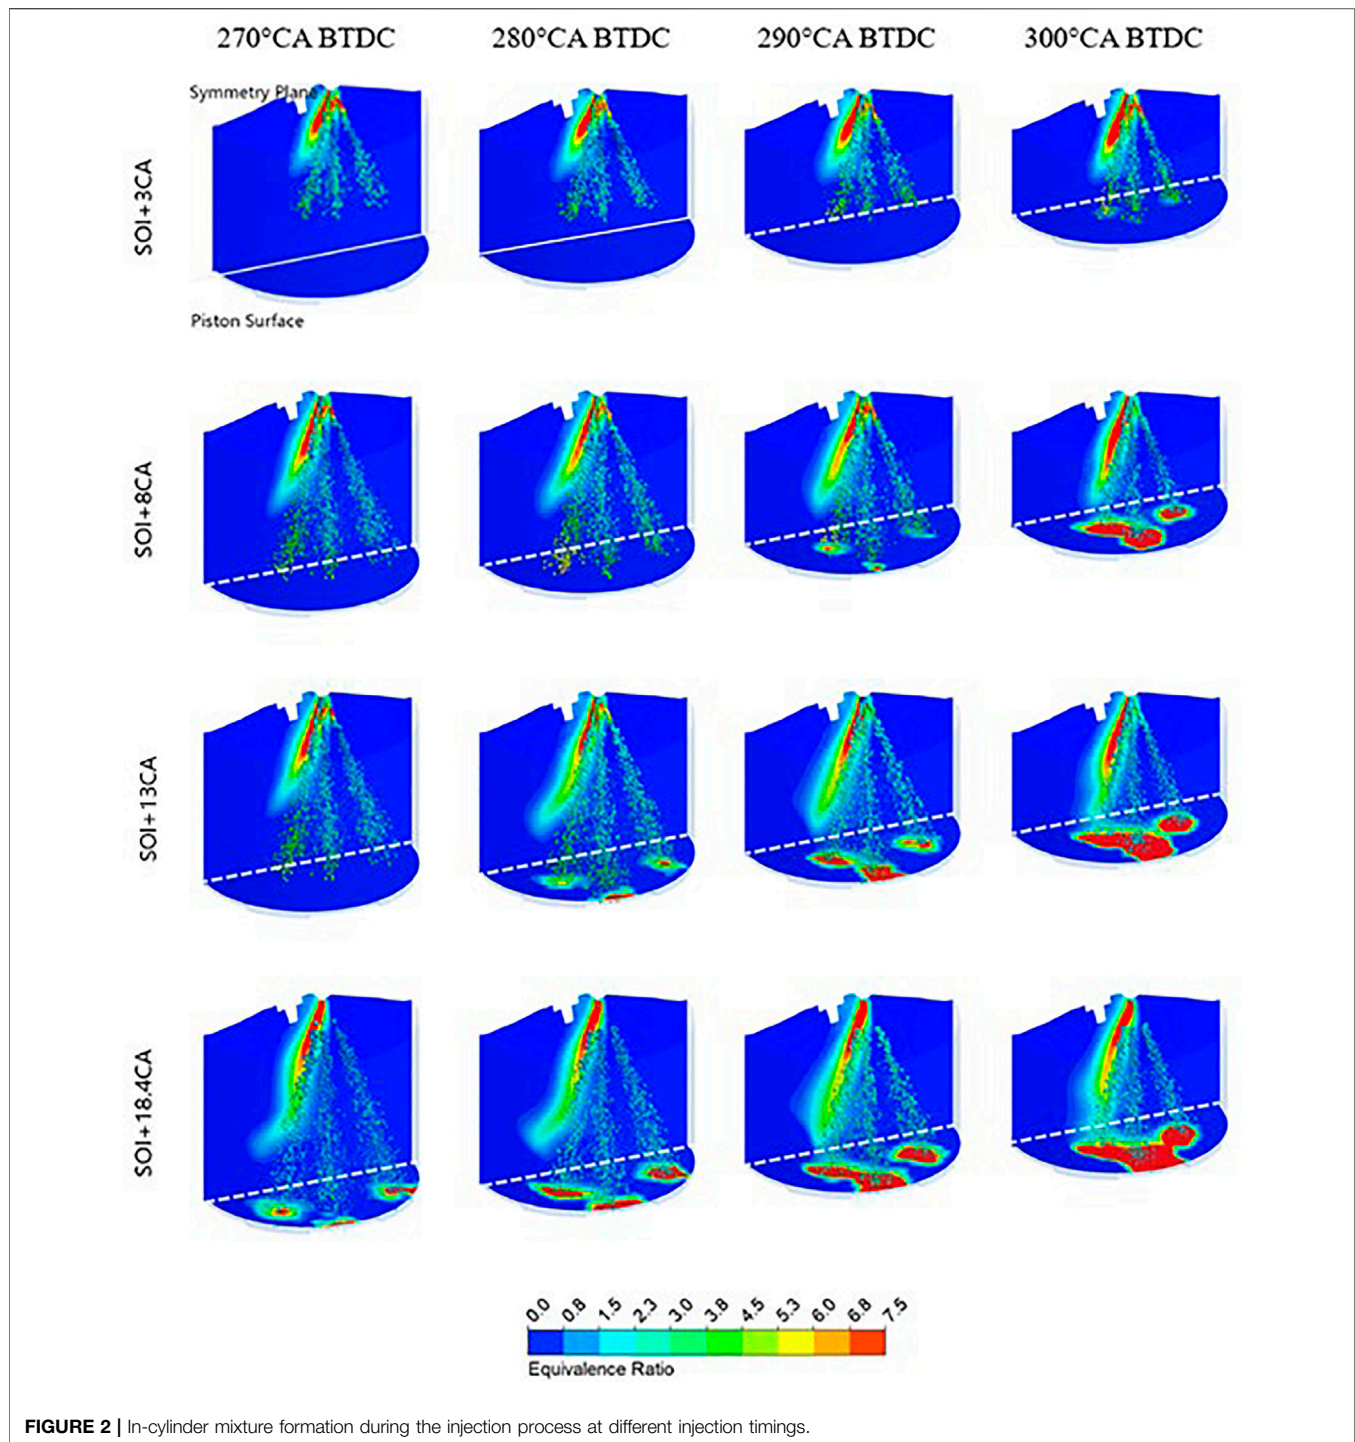 270°CA BTDC 280°CA BTDC 290°CA BTDC 300°CA BTDC
Symmetry Plane
SOI+3CA
Piston Surface
SOI+8CA
SOI+13CA
SOI+18.4CA
0.0 0.8 1.5 2.3 3.0 3.8 4.5 5.3 6.0 6.8 7.5
Equivalence Ratio
FIGURE 2 | In-cylinder mixture formation during the injection process at different injection timings.